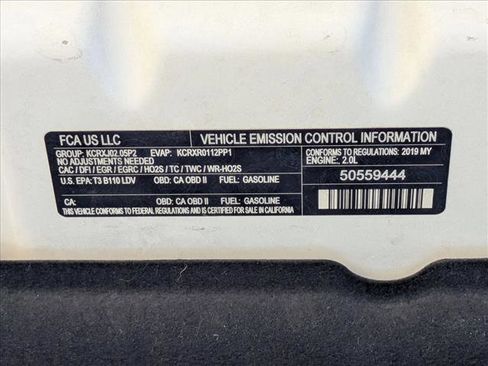 FCA US LLC
VEHICLE EMISSION CONTROL INFORMATION
GROUP: KCRXJ02.05P2 EVAP: KCRXR0112PP1
NO ADJUSTMENTS NEEDED
CAC / DFI / EGR / EGRC / HO2S / TC / TWC / WR-HO2S
CONFORMS TO REGULATIONS: 2019 MY
ENGINE: 2.0L
U.S. EPA: T3 B110 LDV OBD: CA OBD II FUEL: GASOLINE
CA: OBD: CA OBD II FUEL: GASOLINE
THIS VEHICLE CONFORMS TO FEDERAL REGULATIONS AND IS NOT FOR SALE IN CALIFORNIA
50559444